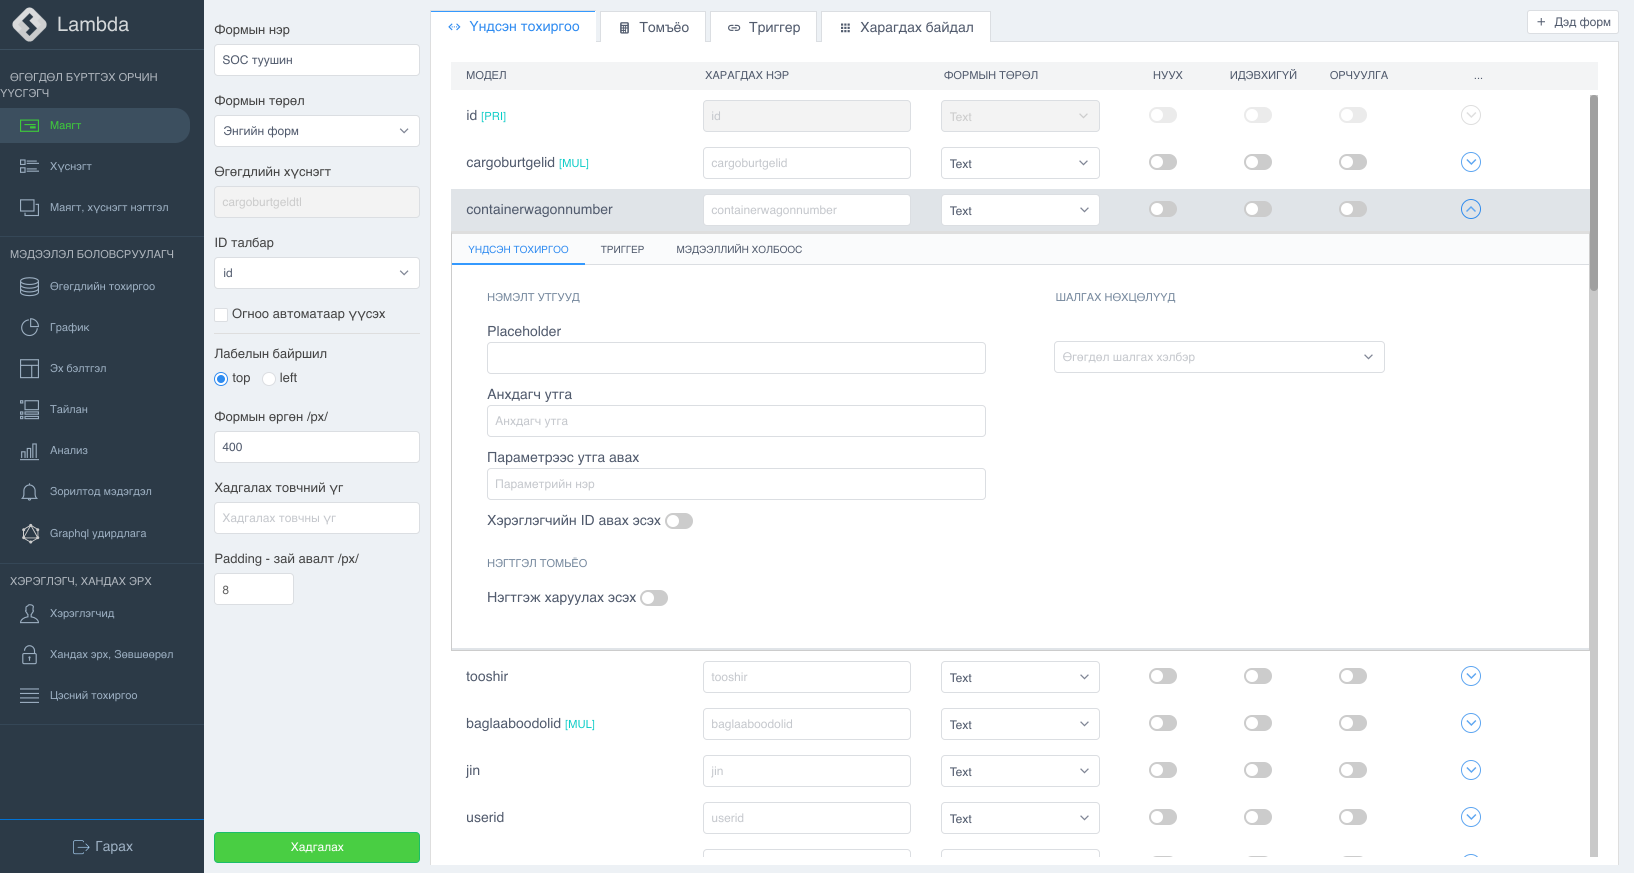 Lambda
ӨГӨГДӨЛ БҮРТГЭХ ОРЧИН
ҮҮСГЭГЧ
Маягт
Хүснэгт
Маягт, хүснэгт нэгтгэл
МЭДЭЭЛЭЛ БОЛОВСРУУЛАГЧ
Өгөгдлийн тохиргоо
График
Эх бэлтгэл
Тайлан
Анализ
Зорилтод мэдэгдэл
Graphql удирдлага
ХЭРЭГЛЭГЧ, ХАНДАХ ЭРХ
Хэрэглэгчид
Хандах эрх, Зөвшөөрөл
Цэсний тохиргоо
Гарах
Формын нэр
SOC туушин
Формын төрөл
Энгийн форм
Өгөгдлийн хүснэгт
cargoburtgeldtl
ID талбар
id
Огноо автоматаар үүсэх
Лабелын байршил
top left
Формын өргөн /px/
400
Хадгалах товчний үг
Хадгалах товчны үг
Padding - зай авалт /px/
8
Хадгалах
Үндсэн тохиргоо Томъёо Триггер Харагдах байдал
+ Дэд форм
МОДЕЛ ХАРАГДАХ НЭР ФОРМЫН ТӨРӨЛ НУУХ ИДЭВХИГҮЙ ОРЧУУЛГА ...
id [PRI] id Text
cargoburtgelid [MUL] cargoburtgelid Text
containerwagonnumber containerwagonnumber Text
ҮНДСЭН ТОХИРГОО ТРИГГЕР МЭДЭЭЛЛИЙН ХОЛБООС
НЭМЭЛТ УТГУУД
Placeholder
Анхдагч утга
Анхдагч утга
Параметрээс утга авах
Параметрийн нэр
Хэрэглэгчийн ID авах эсэх
НЭГТГЭЛ ТОМЬЁО
Нэгтгэж харуулах эсэх
ШАЛГАХ НӨХЦӨЛҮҮД
Өгөгдөл шалгах хэлбэр
tooshir tooshir Text
baglaaboodolid [MUL] baglaaboodolid Text
jin jin Text
userid userid Text